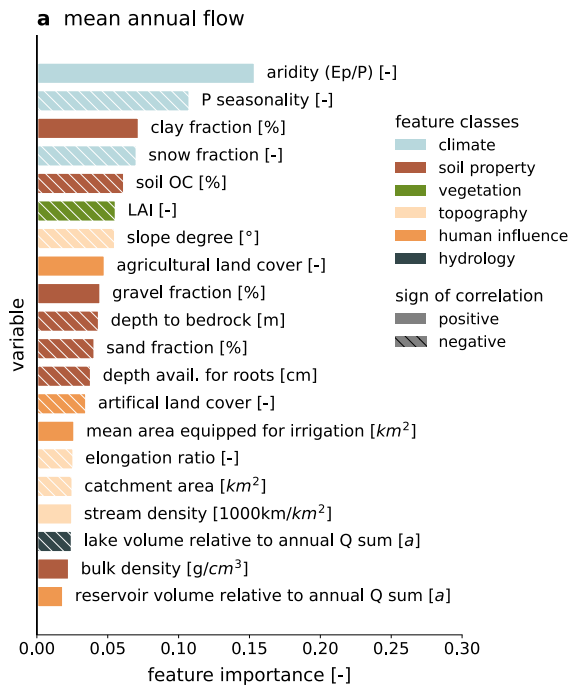 a mean annual flow
aridity (Ep/P) [-]
P seasonality [-]
clay fraction [%]
snow fraction [-]
soil OC [%]
LAI [-]
slope degree [°]
agricultural land cover [-]
gravel fraction [%]
depth to bedrock [m]
sand fraction [%]
depth avail. for roots [cm]
artifical land cover [-]
mean area equipped for irrigation [km²]
elongation ratio [-]
catchment area [km²]
stream density [1000km/km²]
lake volume relative to annual Q sum [a]
bulk density [g/cm³]
reservoir volume relative to annual Q sum [a]
variable
feature classes
climate
soil property
vegetation
topography
human influence
hydrology
sign of correlation
positive
negative
0.00 0.05 0.10 0.15 0.20 0.25 0.30
feature importance [-]